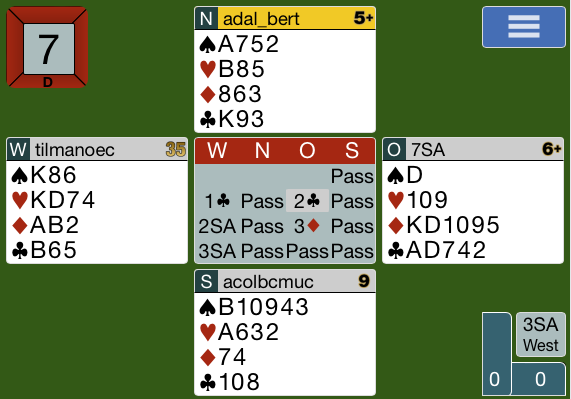 7
D
N adal_bert 5+
♠A752
♥B85
♦863
♣K93
W tilmanoec 35
♠K86
♥KD74
♦AB2
♣B65
W N O S
Pass
1♣ Pass 2♣ Pass
2SA Pass 3♦ Pass
3SA Pass Pass Pass
O 7SA 6+
♠D
♥109
♦KD1095
♣AD742
S acolbcmuc 9
♠B10943
♥A632
♦74
♣108
3SA
West
0 0